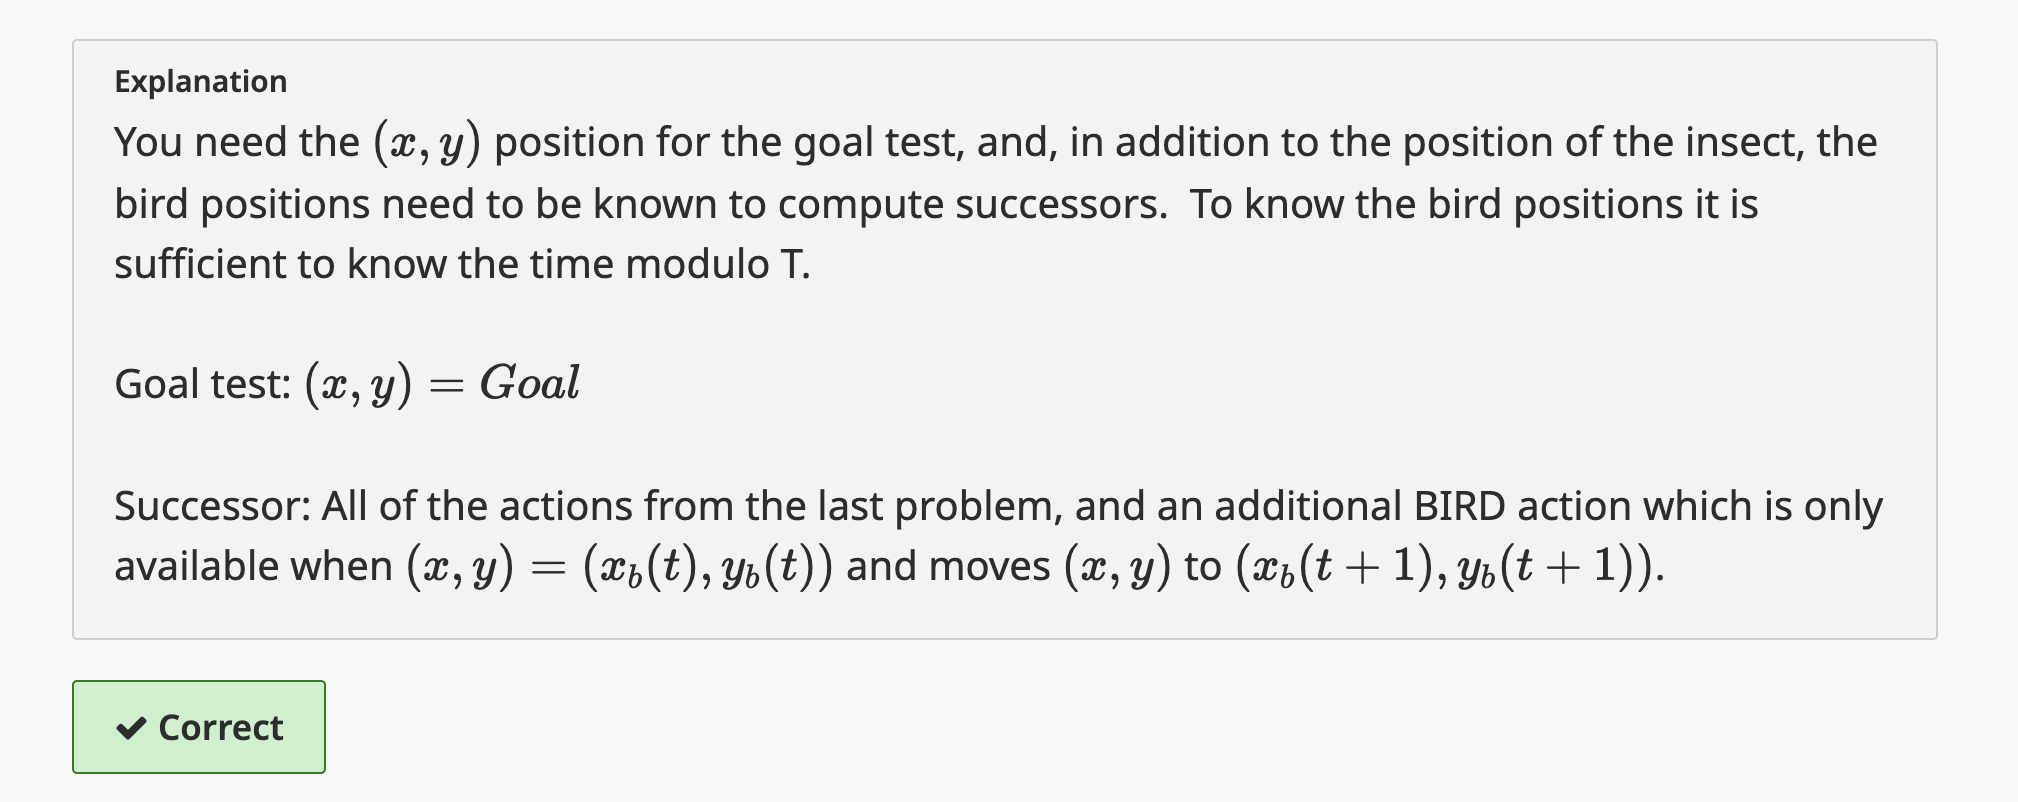 Explanation
You need the (x, y) position for the goal test, and, in addition to the position of the insect, the
bird positions need to be known to compute successors.  To know the bird positions it is
sufficient to know the time modulo T.
Goal test: (x, y) = Goal
Successor: All of the actions from the last problem, and an additional BIRD action which is only
available when (x, y) = (x_b(t), y_b(t)) and moves (x, y) to (x_b(t + 1), y_b(t + 1)).
✔ Correct